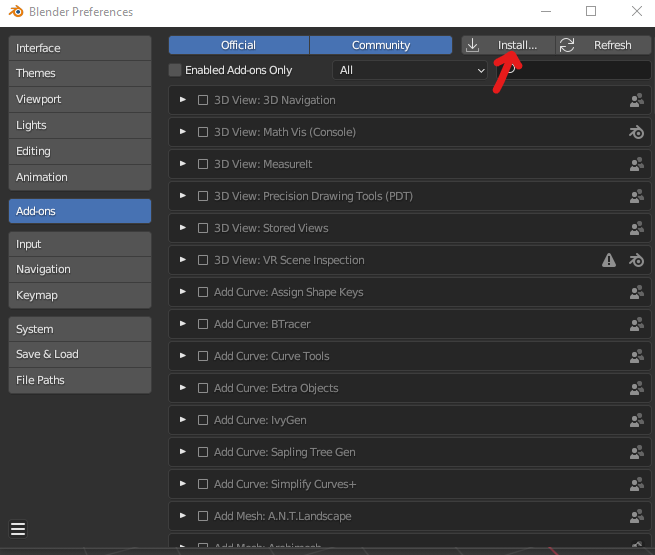 Blender Preferences
Interface
Themes
Viewport
Lights
Editing
Animation
Add-ons
Input
Navigation
Keymap
System
Save & Load
File Paths
Official Community Install... Refresh
Enabled Add-ons Only All
3D View: 3D Navigation
3D View: Math Vis (Console)
3D View: MeasureIt
3D View: Precision Drawing Tools (PDT)
3D View: Stored Views
3D View: VR Scene Inspection
Add Curve: Assign Shape Keys
Add Curve: BTracer
Add Curve: Curve Tools
Add Curve: Extra Objects
Add Curve: IvyGen
Add Curve: Sapling Tree Gen
Add Curve: Simplify Curves+
Add Mesh: A.N.T.Landscape
Add Mesh: Archimesh